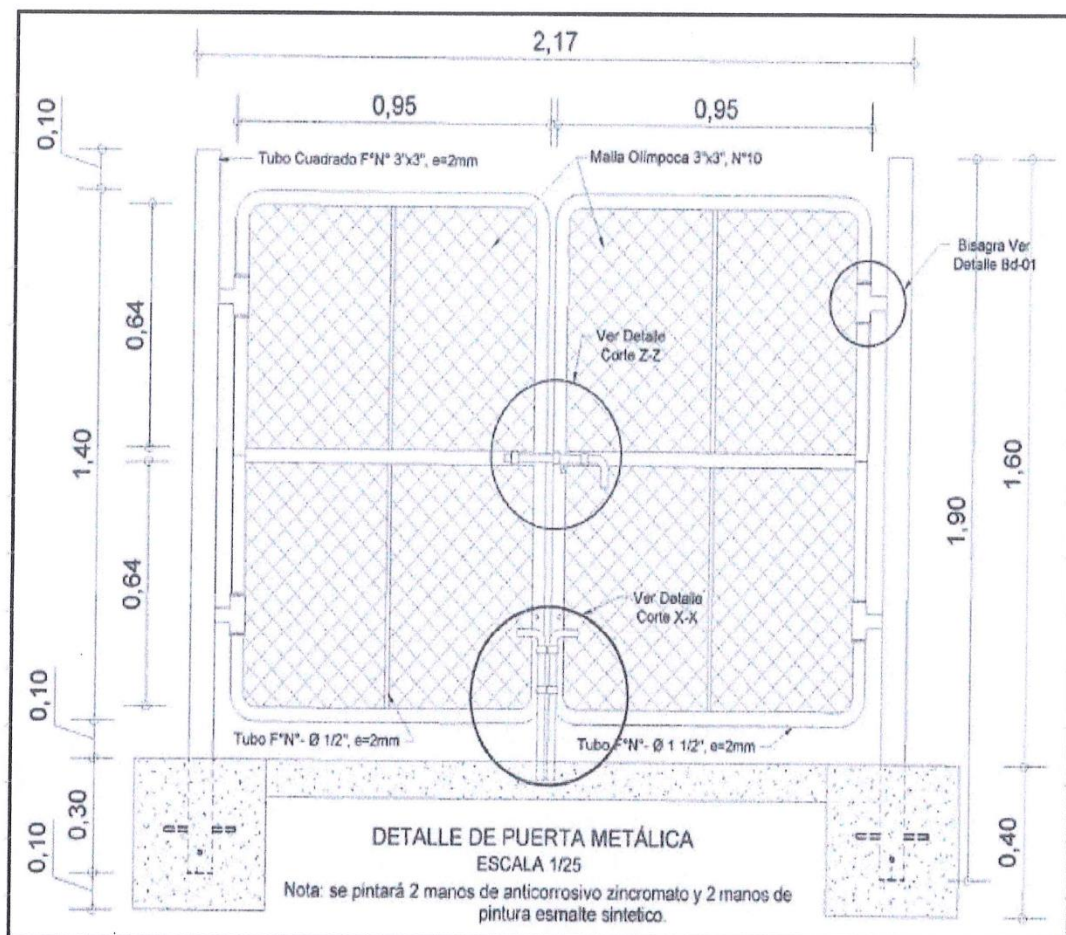 2,17
0,95
0,95
0,10
Tubo Cuadrado F°N° 3"x3", e=2mm
Malla Olímpoca 3"x3", N°10
Bisagra Ver
Detalle Bd-01
0,64
Ver Detalle
Corte Z-Z
1,40
1,60
1,90
0,64
Ver Detalle
Corte X-X
0,10
Tubo F°N°- Ø 1/2", e=2mm
Tubo F°N°- Ø 1 1/2", e=2mm
0,30
0,10
0,40
DETALLE DE PUERTA METÁLICA
ESCALA 1/25
Nota: se pintará 2 manos de anticorrosivo zincromato y 2 manos de
pintura esmalte sintetico.